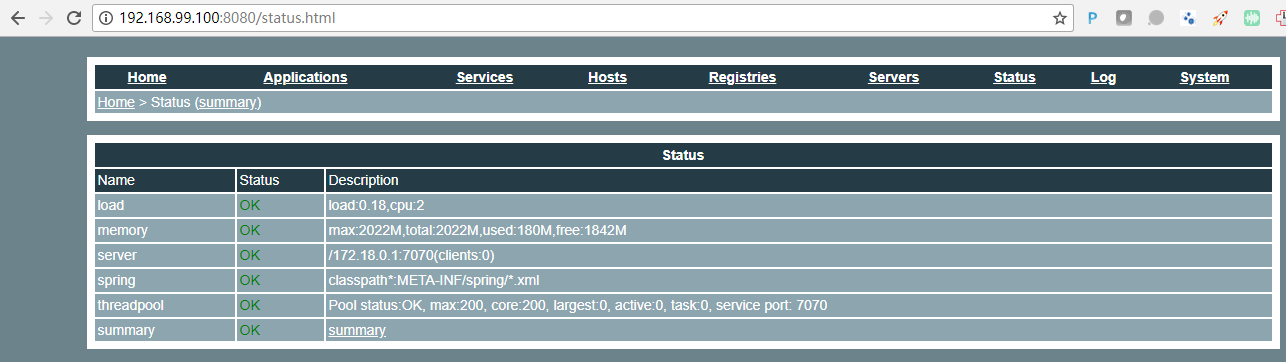 192.168.99.100:8080/status.html
Home Applications Services Hosts Registries Servers Status Log System
Home > Status (summary)
Status
Name Status Description
load OK load:0.18,cpu:2
memory OK max:2022M,total:2022M,used:180M,free:1842M
server OK /172.18.0.1:7070(clients:0)
spring OK classpath*:META-INF/spring/*.xml
threadpool OK Pool status:OK, max:200, core:200, largest:0, active:0, task:0, service port: 7070
summary OK summary